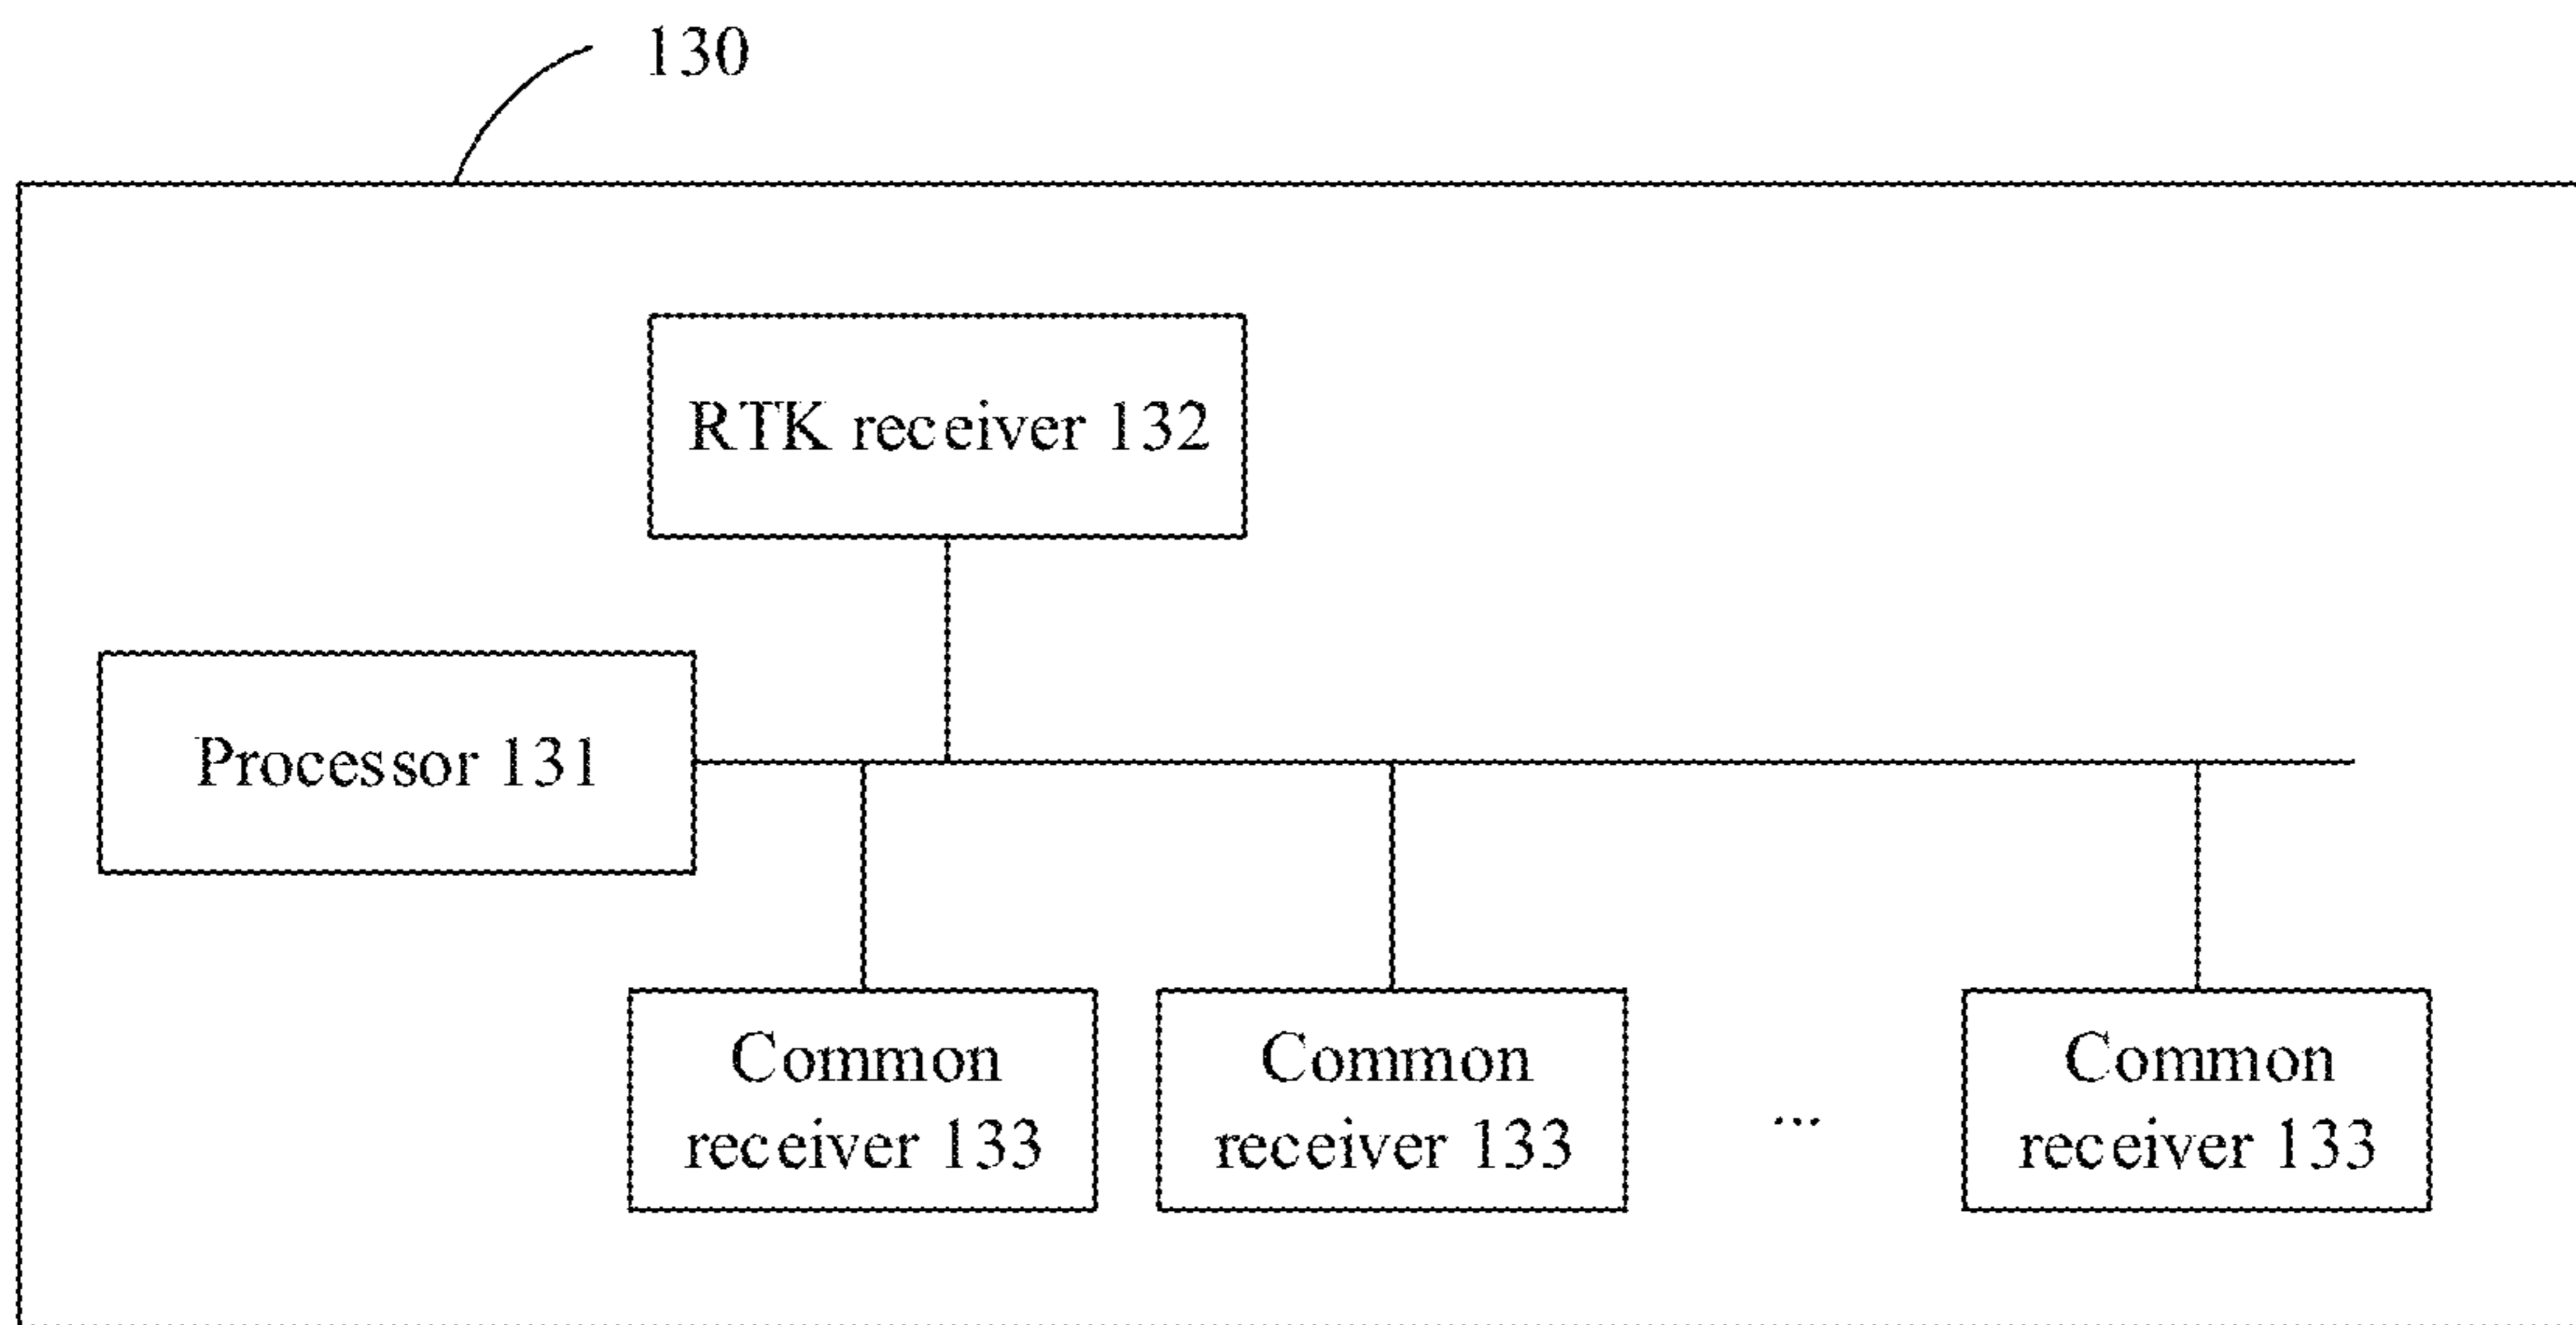 130
RTK receiver 132
Processor 131
Common
receiver 133
Common
receiver 133
...
Common
receiver 133